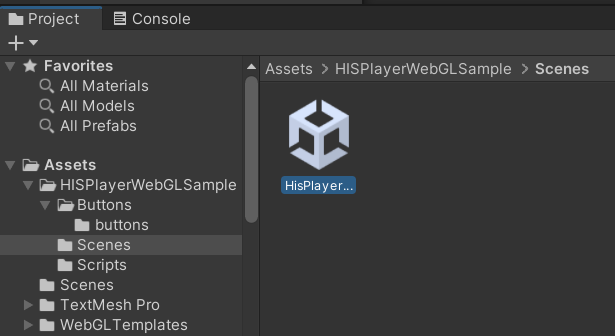 Project
Console
Favorites
All Materials
All Models
All Prefabs
Assets
HISPlayerWebGLSample
Buttons
buttons
Scenes
Scripts
Scenes
TextMesh Pro
WebGLTemplates
Assets > HISPlayerWebGLSample > Scenes
HisPlayer...